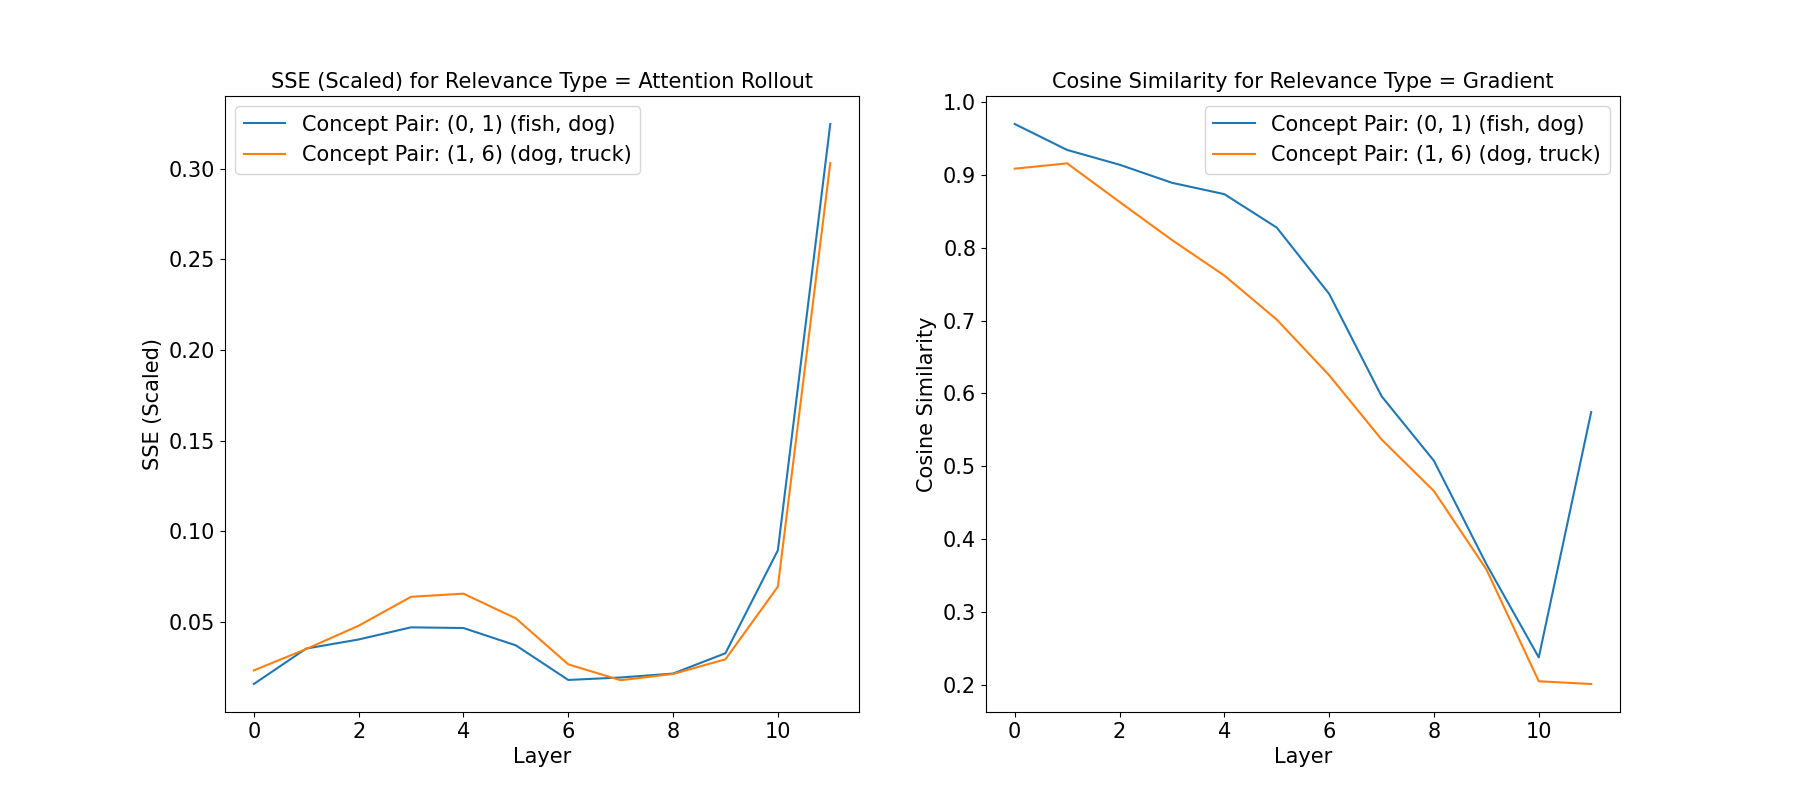 SSE (Scaled) for Relevance Type = Attention Rollout
Concept Pair: (0, 1) (fish, dog)
Concept Pair: (1, 6) (dog, truck)
SSE (Scaled)
0.30
0.25
0.20
0.15
0.10
0.05
0 2 4 6 8 10
Layer
Cosine Similarity for Relevance Type = Gradient
Concept Pair: (0, 1) (fish, dog)
Concept Pair: (1, 6) (dog, truck)
Cosine Similarity
1.0
0.9
0.8
0.7
0.6
0.5
0.4
0.3
0.2
0 2 4 6 8 10
Layer